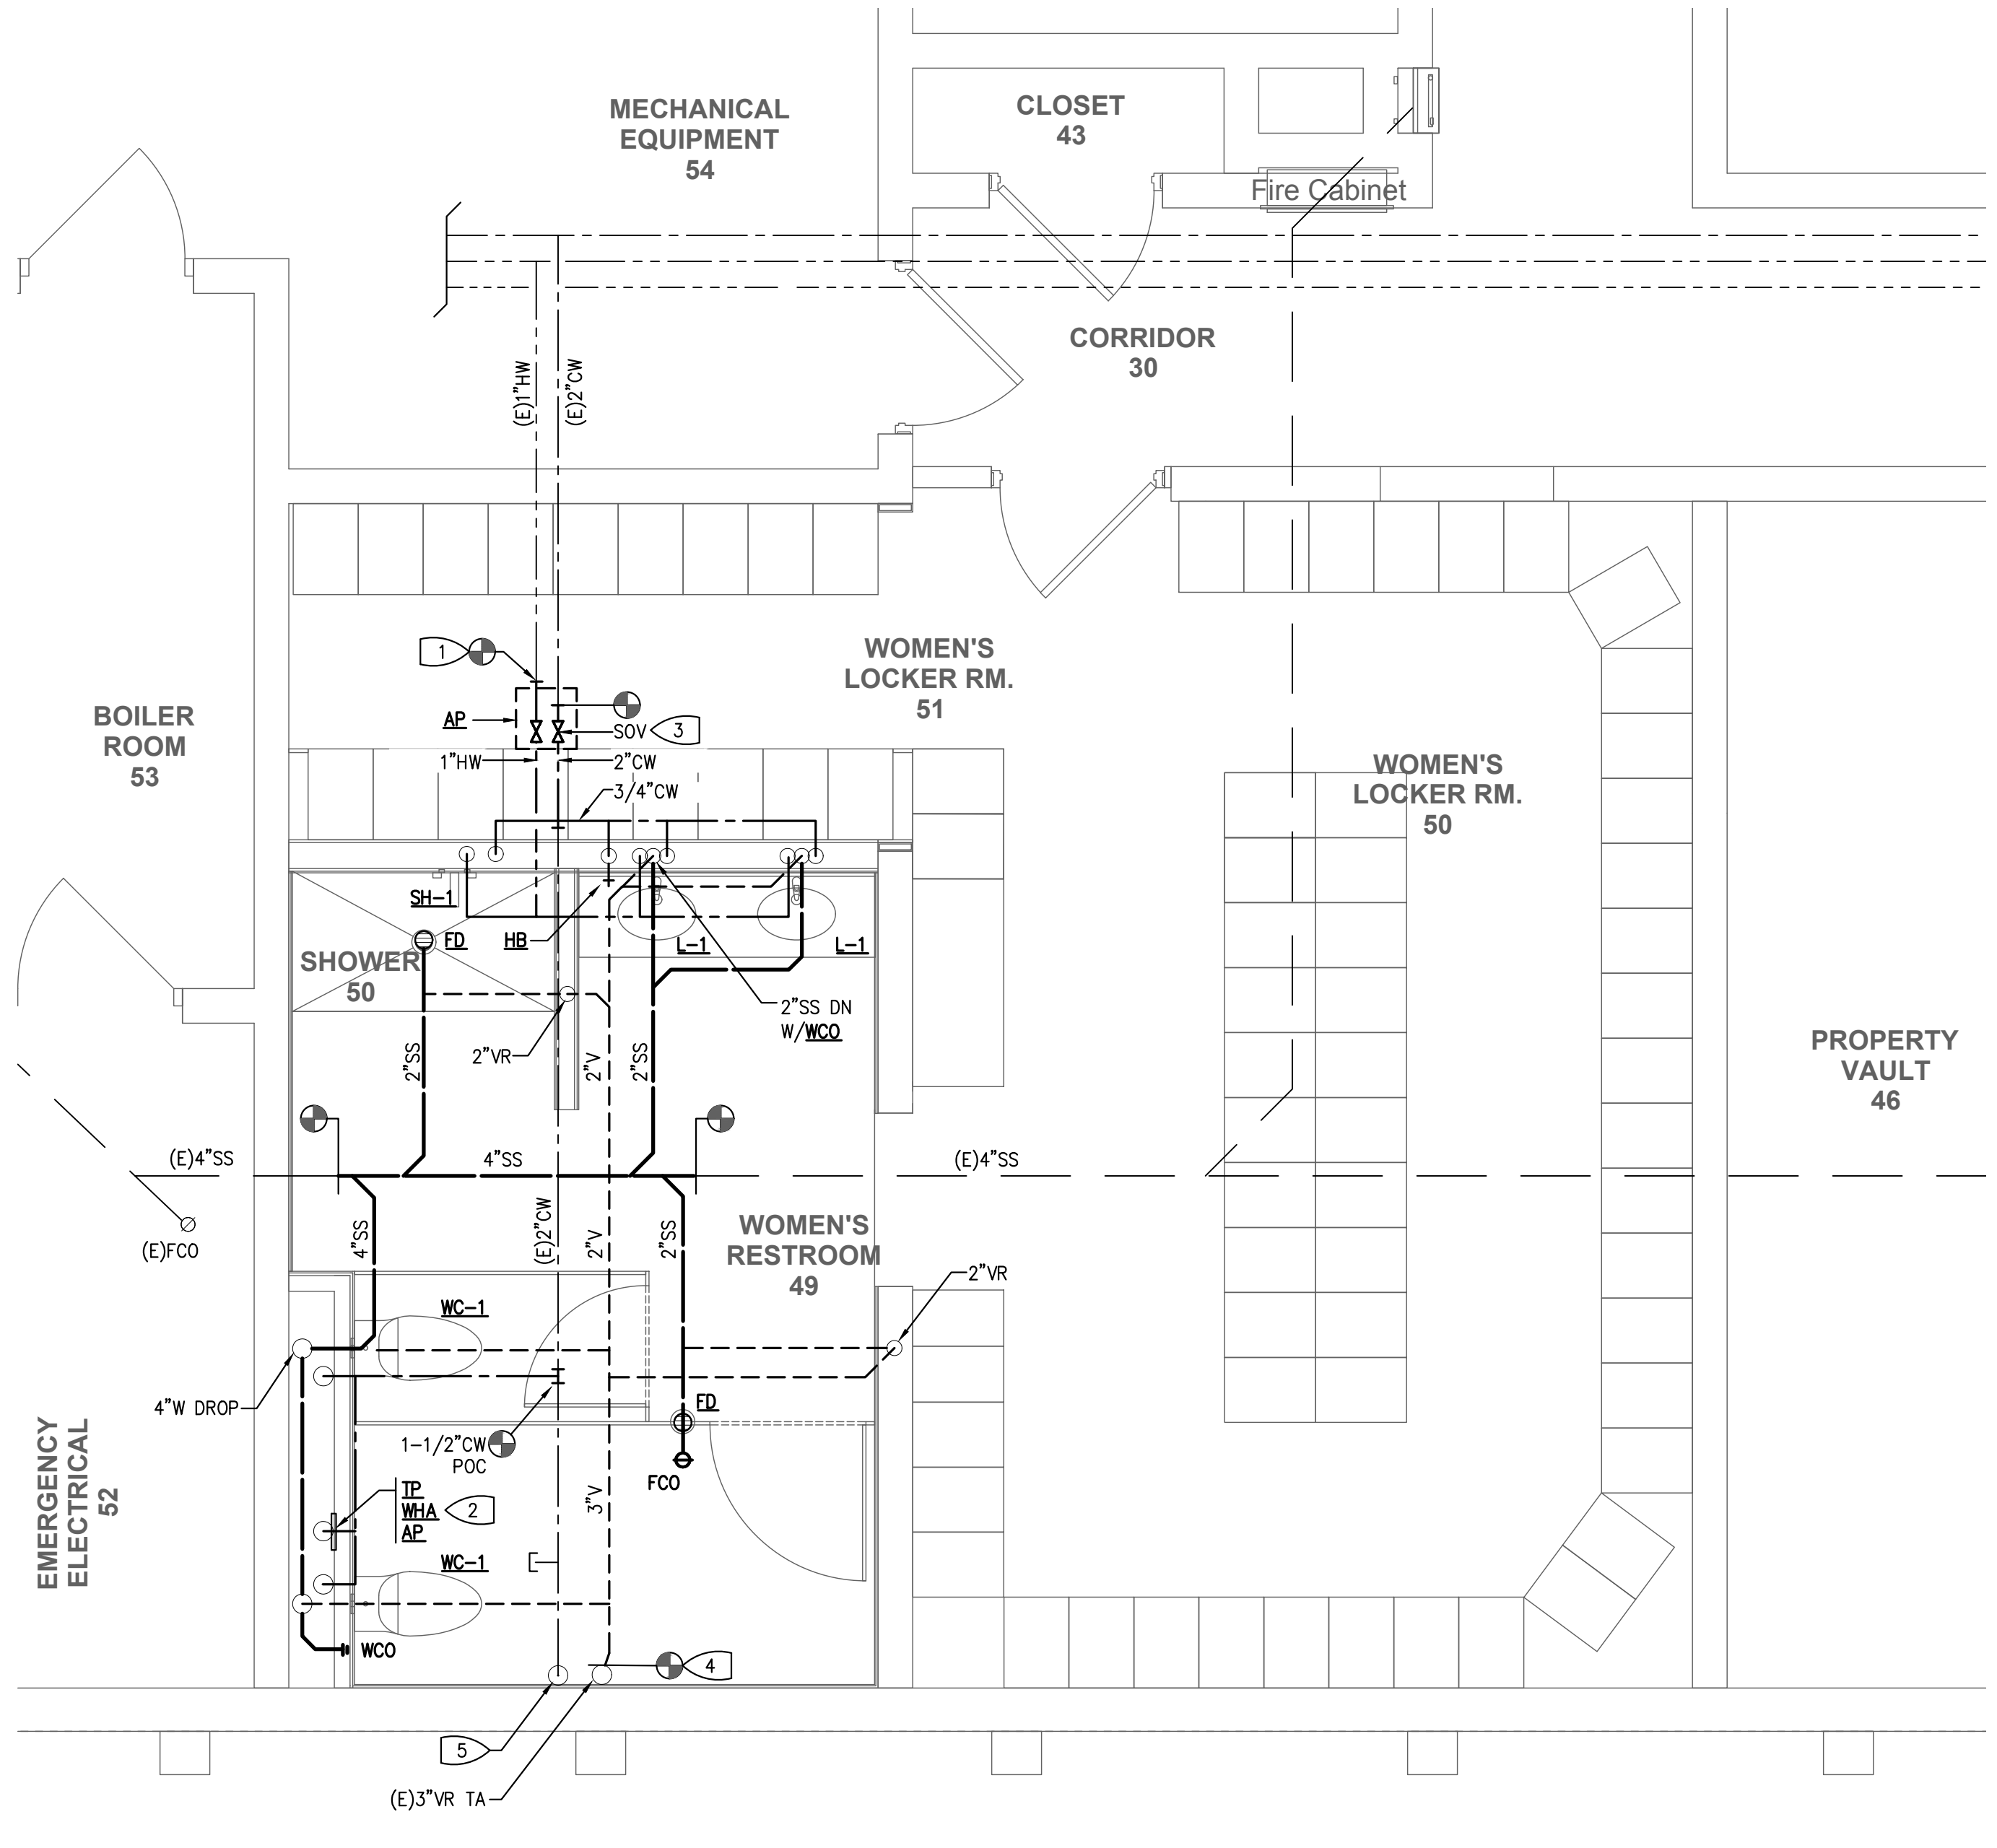 MECHANICAL
EQUIPMENT
54
CLOSET
43
Fire Cabinet
CORRIDOR
30
(E)1"HW
(E)2"CW
1
AP
SOV
3
1"HW
2"CW
3/4"CW
WOMEN'S
LOCKER RM.
51
BOILER
ROOM
53
WOMEN'S
LOCKER RM.
50
SH-1
FD
HB
L-1
L-1
SHOWER
50
2"SS DN
W/WCO
2"SS
2"VR
2"V
2"SS
PROPERTY
VAULT
46
(E)4"SS
4"SS
(E)4"SS
(E)FCO
4"SS
(E)2"CW
2"V
2"SS
WOMEN'S
RESTROOM
49
2"VR
WC-1
4"W DROP
FD
1-1/2"CW
POC
FCO
EMERGENCY
ELECTRICAL
52
TP
WHA
AP
2
3"V
WC-1
WCO
4
5
(E)3"VR TA